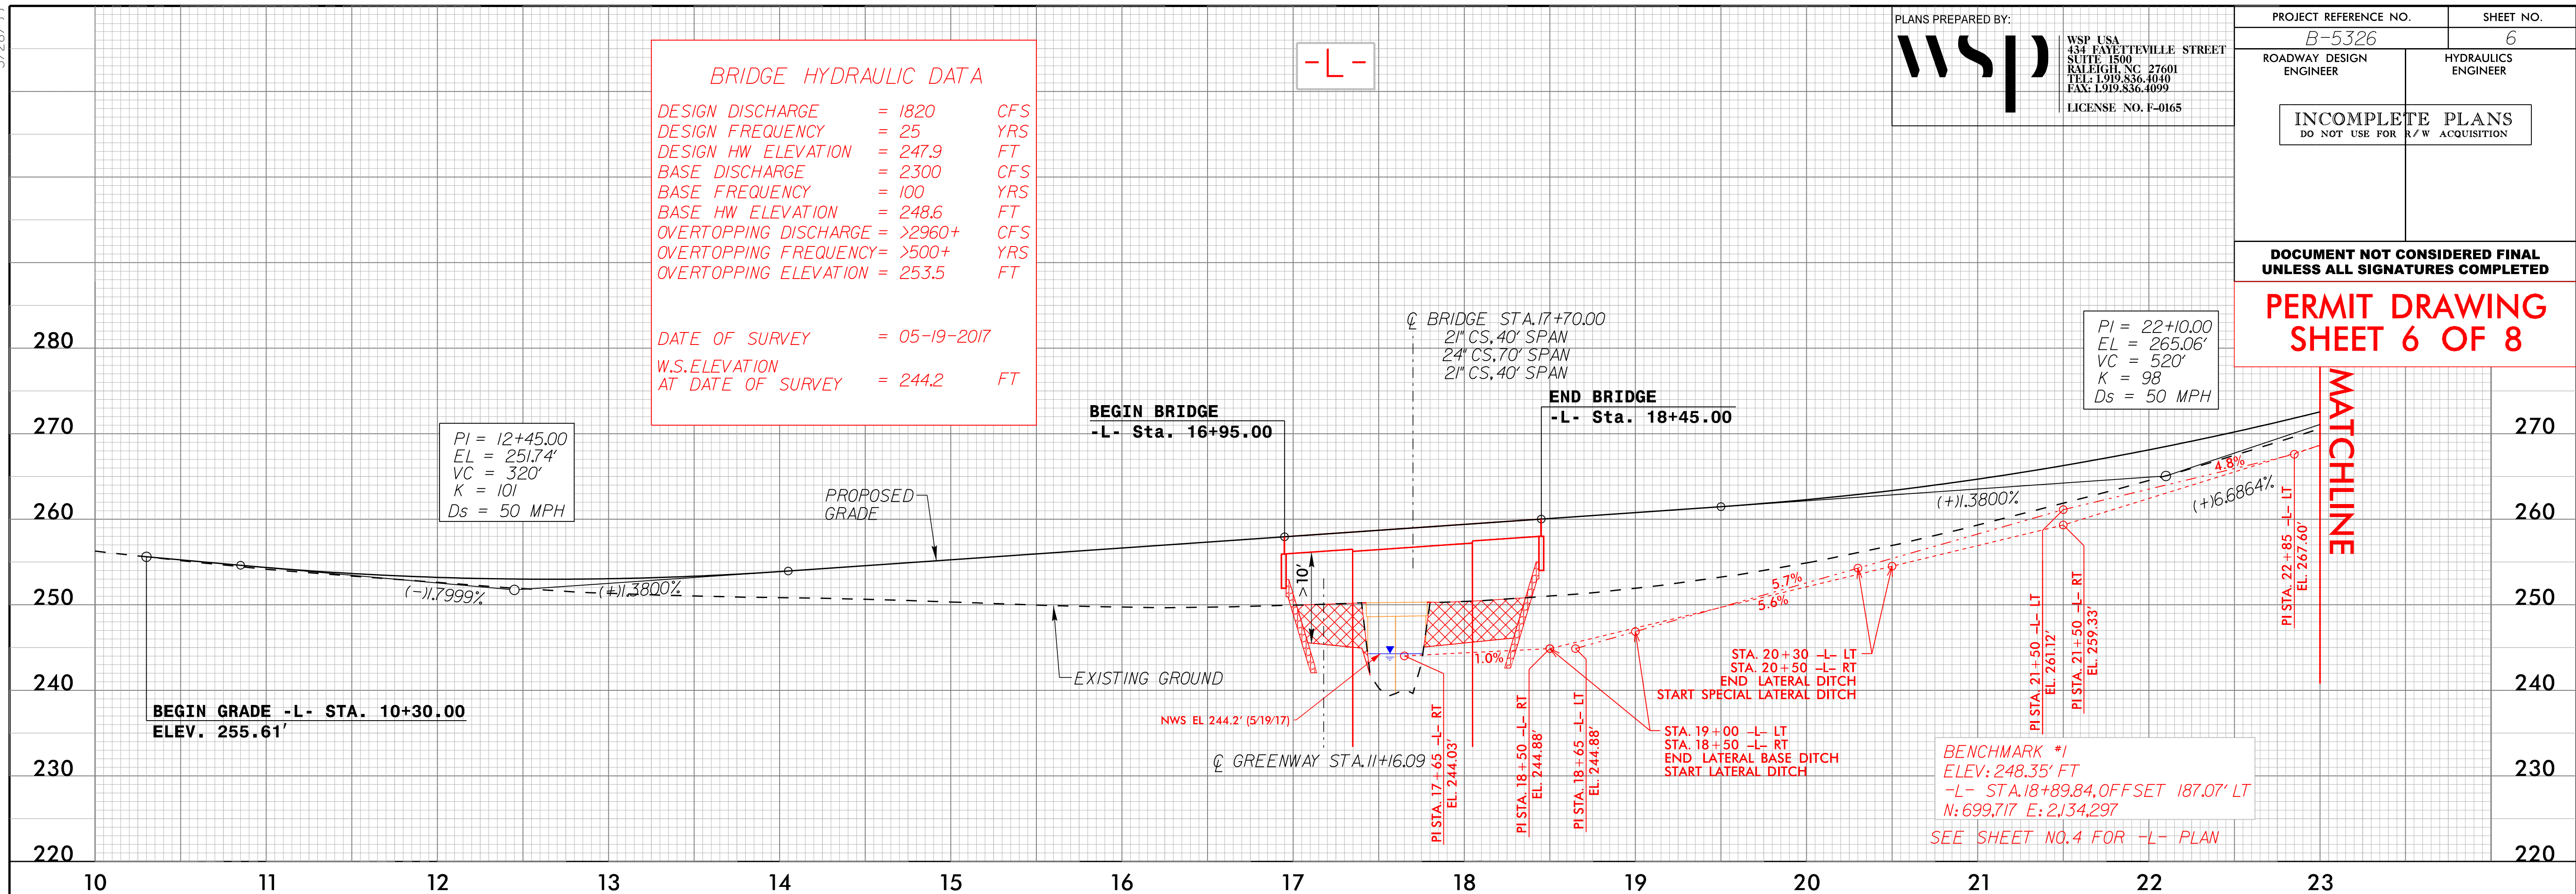 PLANS PREPARED BY:
wsp
WSP USA
434 FAYETTEVILLE STREET
SUITE 1500
RALEIGH, NC 27601
TEL: 1.919.836.4040
FAX: 1.919.836.4099
LICENSE NO. F-0165
PROJECT REFERENCE NO.
SHEET NO.
B-5326
6
ROADWAY DESIGN
ENGINEER
HYDRAULICS
ENGINEER
INCOMPLETE PLANS
DO NOT USE FOR R/W ACQUISITION
DOCUMENT NOT CONSIDERED FINAL
UNLESS ALL SIGNATURES COMPLETED
PERMIT DRAWING
SHEET 6 OF 8
-L-
BRIDGE HYDRAULIC DATA
DESIGN DISCHARGE = 1820 CFS
DESIGN FREQUENCY = 25 YRS
DESIGN HW ELEVATION = 247.9 FT
BASE DISCHARGE = 2300 CFS
BASE FREQUENCY = 100 YRS
BASE HW ELEVATION = 248.6 FT
OVERTOPPING DISCHARGE = >2960+ CFS
OVERTOPPING FREQUENCY= >500+ YRS
OVERTOPPING ELEVATION = 253.5 FT
DATE OF SURVEY = 05-19-2017
W.S.ELEVATION
AT DATE OF SURVEY = 244.2 FT
℄ BRIDGE STA.17+70.00
21" CS,40' SPAN
24" CS,70' SPAN
21" CS,40' SPAN
PI = 22+10.00
EL = 265.06'
VC = 520'
K = 98
Ds = 50 MPH
PI = 12+45.00
EL = 251.74'
VC = 320'
K = 101
Ds = 50 MPH
BEGIN BRIDGE
-L- Sta. 16+95.00
END BRIDGE
-L- Sta. 18+45.00
MATCHLINE
PROPOSED
GRADE
(-)1.7999%
(+)1.3800%
>10'
(+)1.3800%
4.8%
(+)6.6864%
5.7%
5.6%
1.0%
EXISTING GROUND
BEGIN GRADE -L- STA. 10+30.00
ELEV. 255.61'
NWS EL 244.2' (5/19/17)
℄ GREENWAY STA.11+16.09
PI STA. 17+65 -L- RT
EL. 244.03'
PI STA. 18+50 -L- RT
EL. 244.88'
PI STA. 18+65 -L- LT
EL. 244.88'
STA. 20+30 -L- LT
STA. 20+50 -L- RT
END LATERAL DITCH
START SPECIAL LATERAL DITCH
STA. 19+00 -L- LT
STA. 18+50 -L- RT
END LATERAL BASE DITCH
START LATERAL DITCH
PI STA. 21+50 -L- LT
EL. 261.12'
PI STA. 21+50 -L- RT
EL. 259.33'
PI STA. 22+85 -L- LT
EL. 267.60'
BENCHMARK #1
ELEV: 248.35' FT
-L- STA.18+89.84,OFFSET 187.07' LT
N: 699,717 E: 2,134,297
SEE SHEET NO.4 FOR -L- PLAN
280
270
260
250
240
230
220
270
260
250
240
230
220
10 11 12 13 14 15 16 17 18 19 20 21 22 23